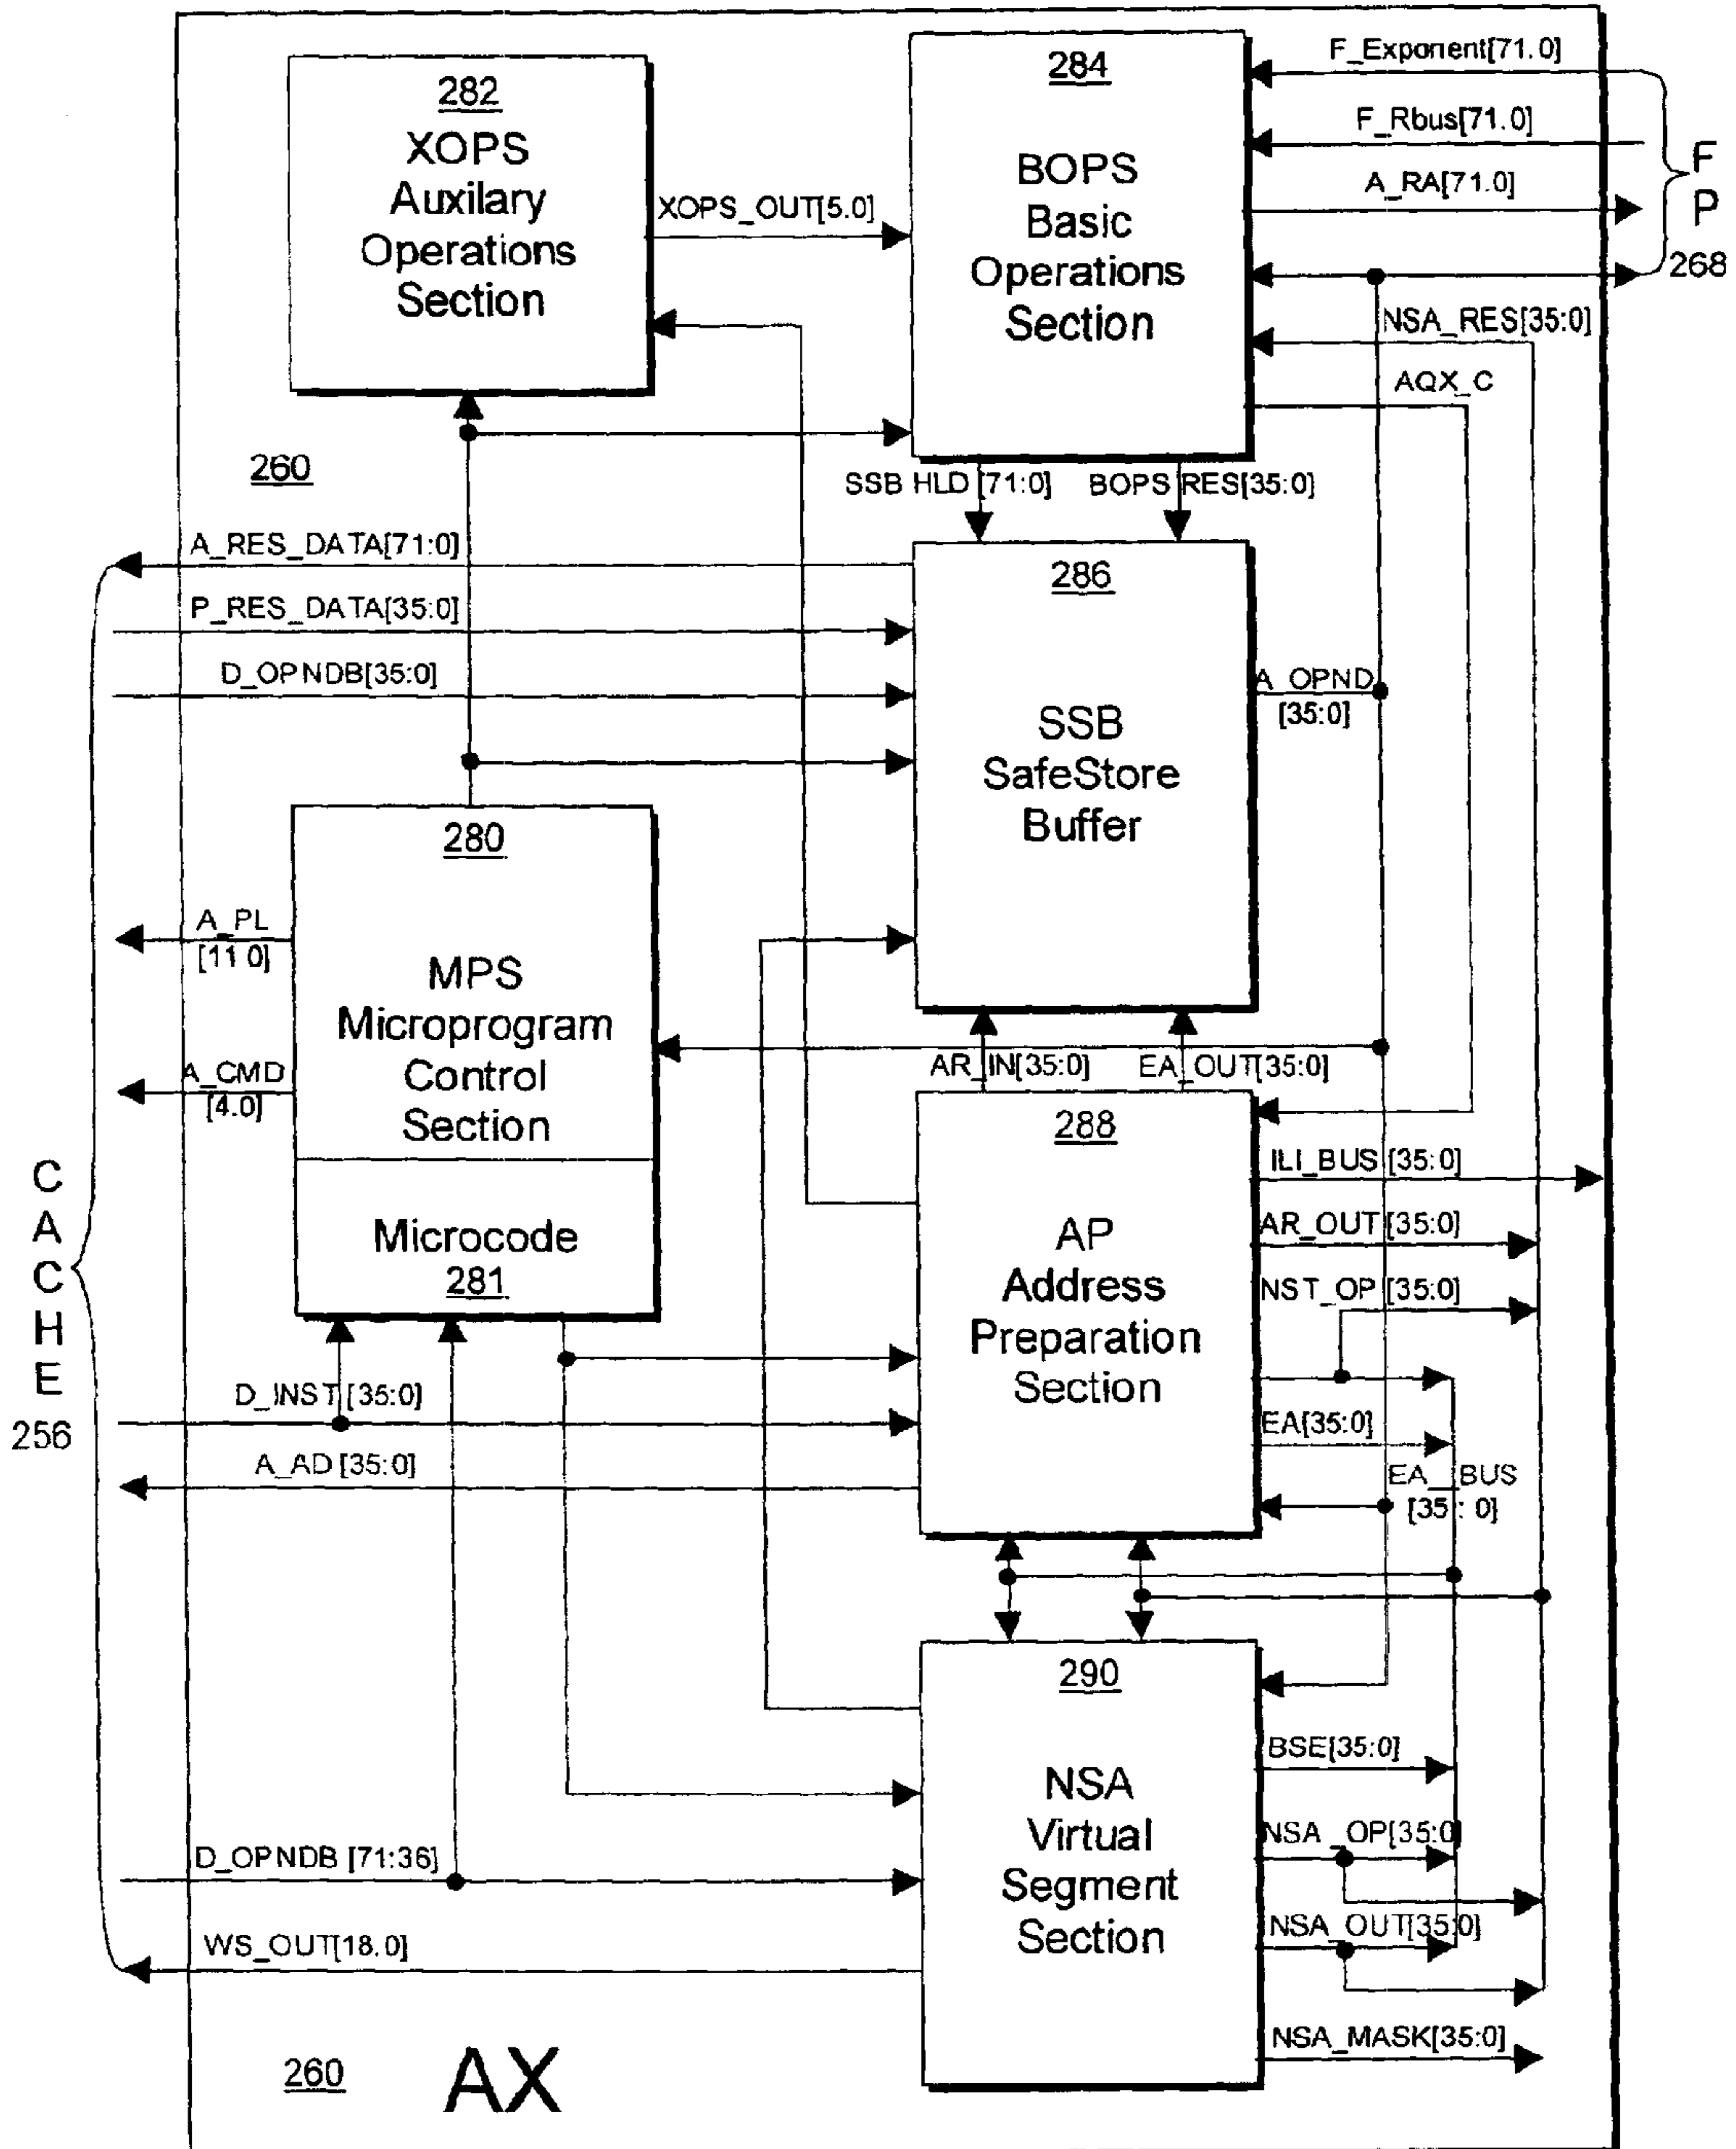 282
XOPS
Auxilary
Operations
Section
284
BOPS
Basic
Operations
Section
F_Exponent[71.0]
F_Rbus[71.0]
A_RA[71.0]
F
P
268
XOPS_OUT[5.0]
NSA_RES[35:0]
AQX_C
260
SSB HLD [71:0]
BOPS RES[35:0]
A_RES_DATA[71:0]
P_RES_DATA[35:0]
D_OPNDB[35:0]
286
SSB
SafeStore
Buffer
A_OPND
[35:0]
280
MPS
Microprogram
Control
Section
Microcode
281
A_PL
[11 0]
A_CMD
[4.0]
AR_IN[35:0]
EA_OUT[35:0]
288
AP
Address
Preparation
Section
ILI_BUS [35:0]
AR_OUT [35:0]
NST_OP [35:0]
EA[35:0]
EA_BUS
[35: 0]
C
A
C
H
E
256
D_INST [35:0]
A_AD [35:0]
290
NSA
Virtual
Segment
Section
BSE[35:0]
NSA_OP[35:0]
NSA_OUT[35:0]
NSA_MASK[35:0]
D_OPNDB [71:36]
WS_OUT[18.0]
260
AX